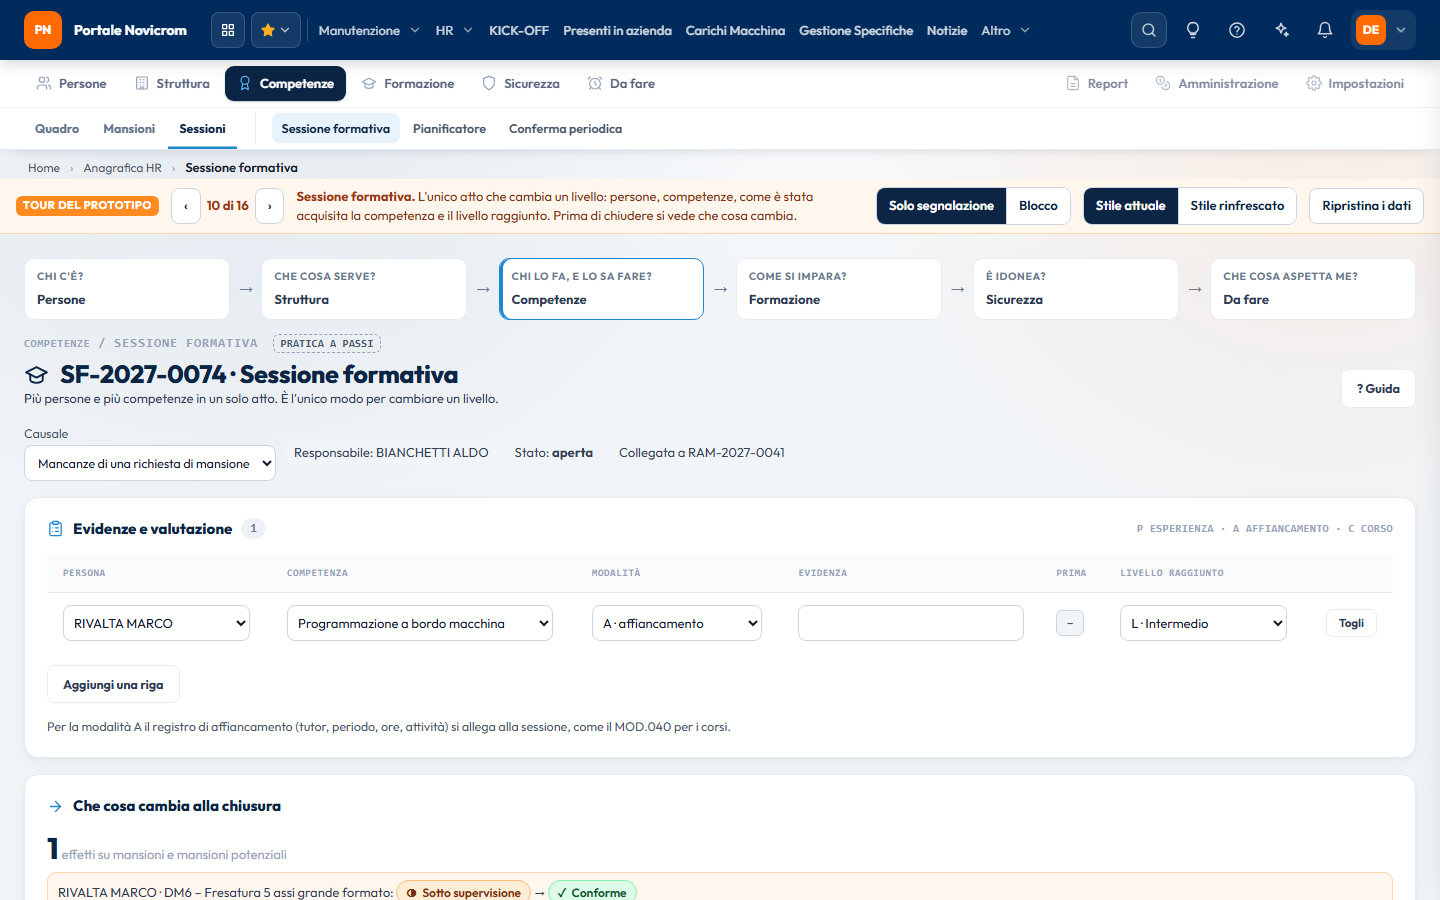 PN Portale Novicrom Manutenzione HR KICK-OFF Presenti in azienda Carichi Macchina Gestione Specifiche Notizie Altro DE
Persone Struttura Competenze Formazione Sicurezza Da fare Report Amministrazione Impostazioni
Quadro Mansioni Sessioni Sessione formativa Pianificatore Conferma periodica
Home › Anagrafica HR › Sessione formativa
TOUR DEL PROTOTIPO ‹ 10 di 16 › Sessione formativa. L'unico atto che cambia un livello: persone, competenze, come è stata
acquisita la competenza e il livello raggiunto. Prima di chiudere si vede che cosa cambia.
Solo segnalazione Blocco Stile attuale Stile rinfrescato Ripristina i dati
CHI C'È? CHE COSA SERVE? CHI LO FA, E LO SA FARE? COME SI IMPARA? È IDONEA? CHE COSA ASPETTA ME?
Persone → Struttura → Competenze → Formazione → Sicurezza → Da fare
COMPETENZE / SESSIONE FORMATIVA PRATICA A PASSI
SF-2027-0074 · Sessione formativa
Più persone e più competenze in un solo atto. È l'unico modo per cambiare un livello.
? Guida
Causale
Mancanze di una richiesta di mansione Responsabile: BIANCHETTI ALDO Stato: aperta Collegata a RAM-2027-0041
Evidenze e valutazione 1 P ESPERIENZA · A AFFIANCAMENTO · C CORSO
PERSONA COMPETENZA MODALITÀ EVIDENZA PRIMA LIVELLO RAGGIUNTO
RIVALTA MARCO Programmazione a bordo macchina A · affiancamento – L · Intermedio Togli
Aggiungi una riga
Per la modalità A il registro di affiancamento (tutor, periodo, ore, attività) si allega alla sessione, come il MOD.040 per i corsi.
→ Che cosa cambia alla chiusura
1 effetti su mansioni e mansioni potenziali
RIVALTA MARCO · DM6 – Fresatura 5 assi grande formato: Sotto supervisione → ✓ Conforme